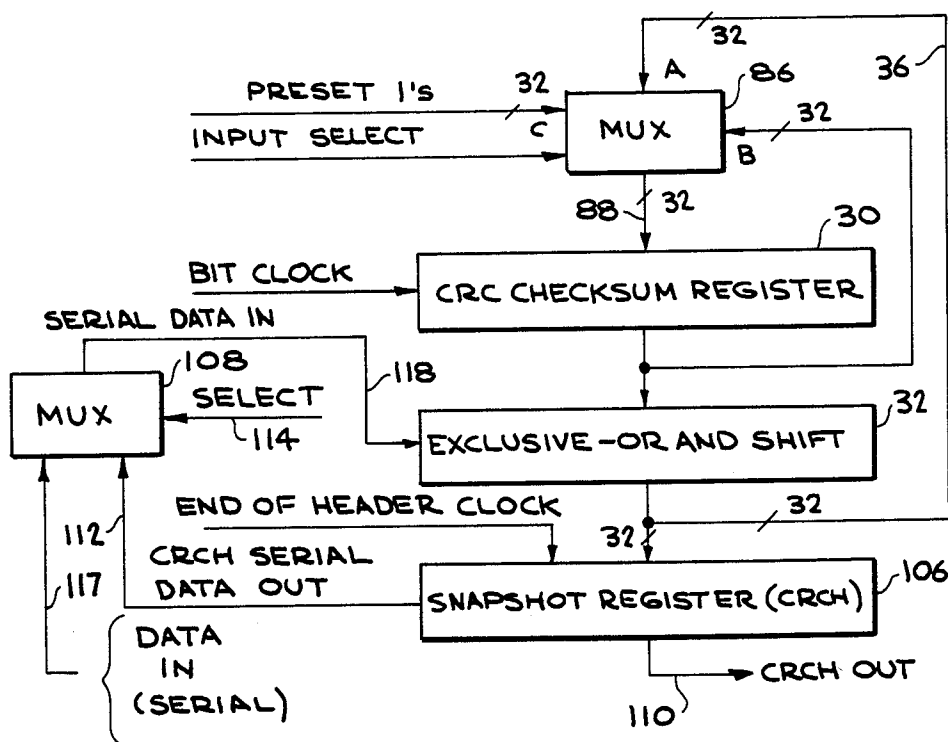 32
36
A
86
PRESET 1's
32
32
INPUT SELECT
C
MUX
B
88
32
30
BIT CLOCK
CRC CHECKSUM REGISTER
SERIAL DATA IN
108
118
MUX
SELECT
114
32
EXCLUSIVE-OR AND SHIFT
END OF HEADER CLOCK
32
32
112
CRCH SERIAL
DATA OUT
106
117
SNAPSHOT REGISTER (CRCH)
DATA
IN
(SERIAL)
CRCH OUT
110